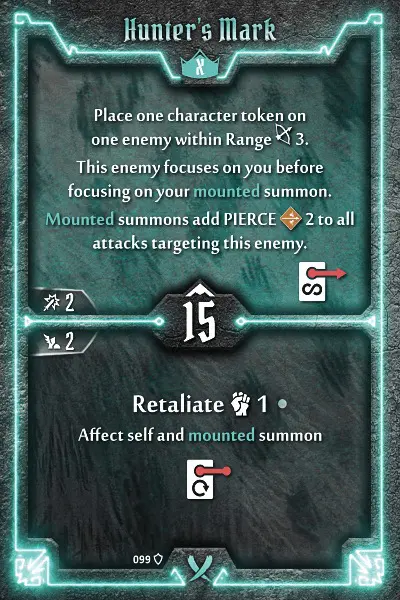 Hunter's Mark
X
Place one character token on
one enemy within Range 3.
This enemy focuses on you before
focusing on your mounted summon.
Mounted summons add PIERCE 2 to all
attacks targeting this enemy.
2
15
2
Retaliate 1
Affect self and mounted summon
099